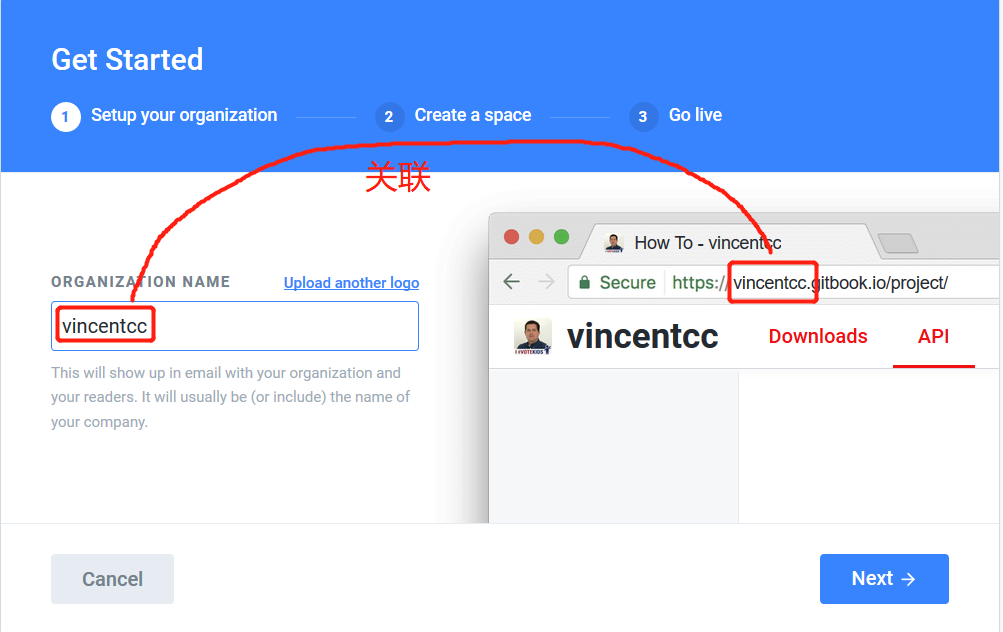 Get Started
1 Setup your organization 2 Create a space 3 Go live
关联
How To - vincentcc
ORGANIZATION NAME Upload another logo
Secure https://vincentcc.gitbook.io/project/
vincentcc
vincentcc Downloads API
This will show up in email with your organization and
your readers. It will usually be (or include) the name of
your company.
Cancel Next →